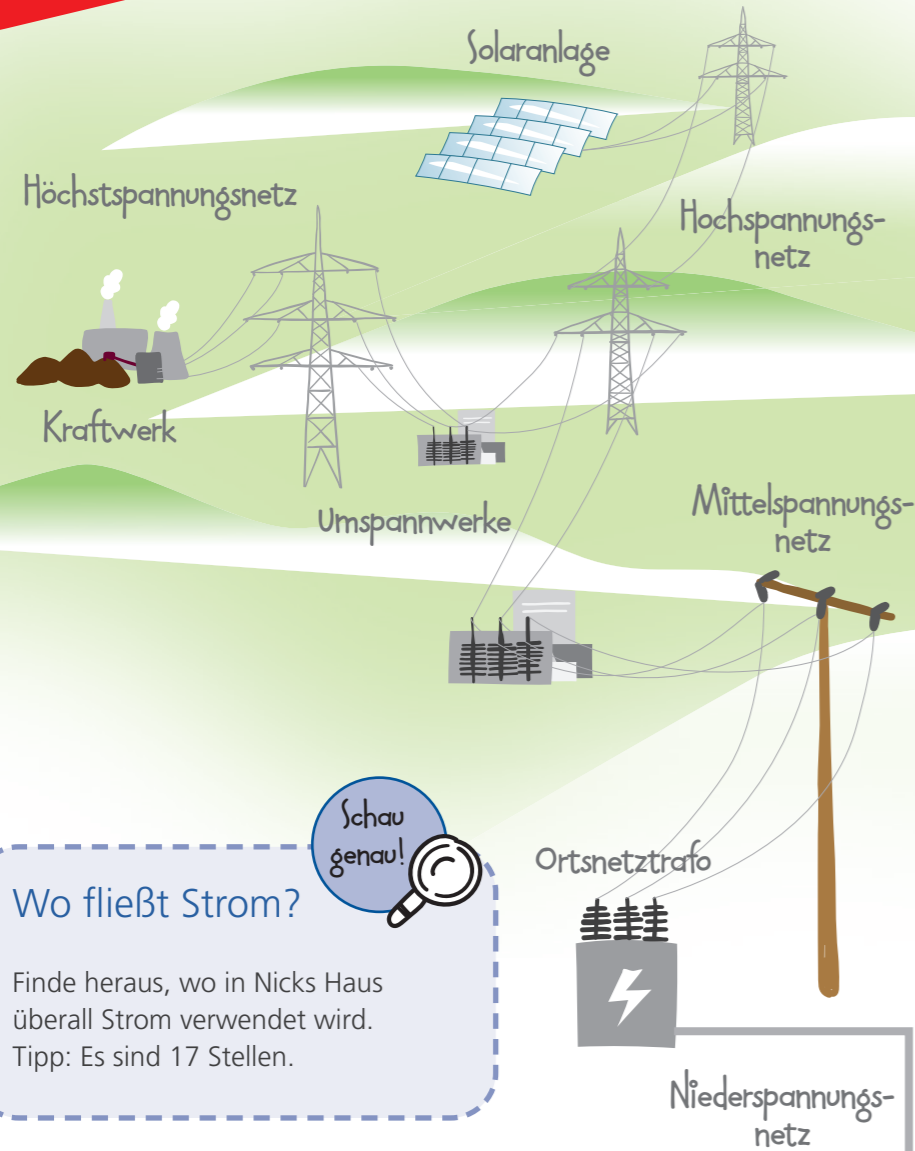 Solaranlage
Höchstspannungsnetz
Hochspannungs-
netz
Kraftwerk
Umspannwerke
Mittelspannungs-
netz
Schau
genau!
Ortsnetztrafo
Wo fließt Strom?
Finde heraus, wo in Nicks Haus
überall Strom verwendet wird.
Tipp: Es sind 17 Stellen.
Niederspannungs-
netz